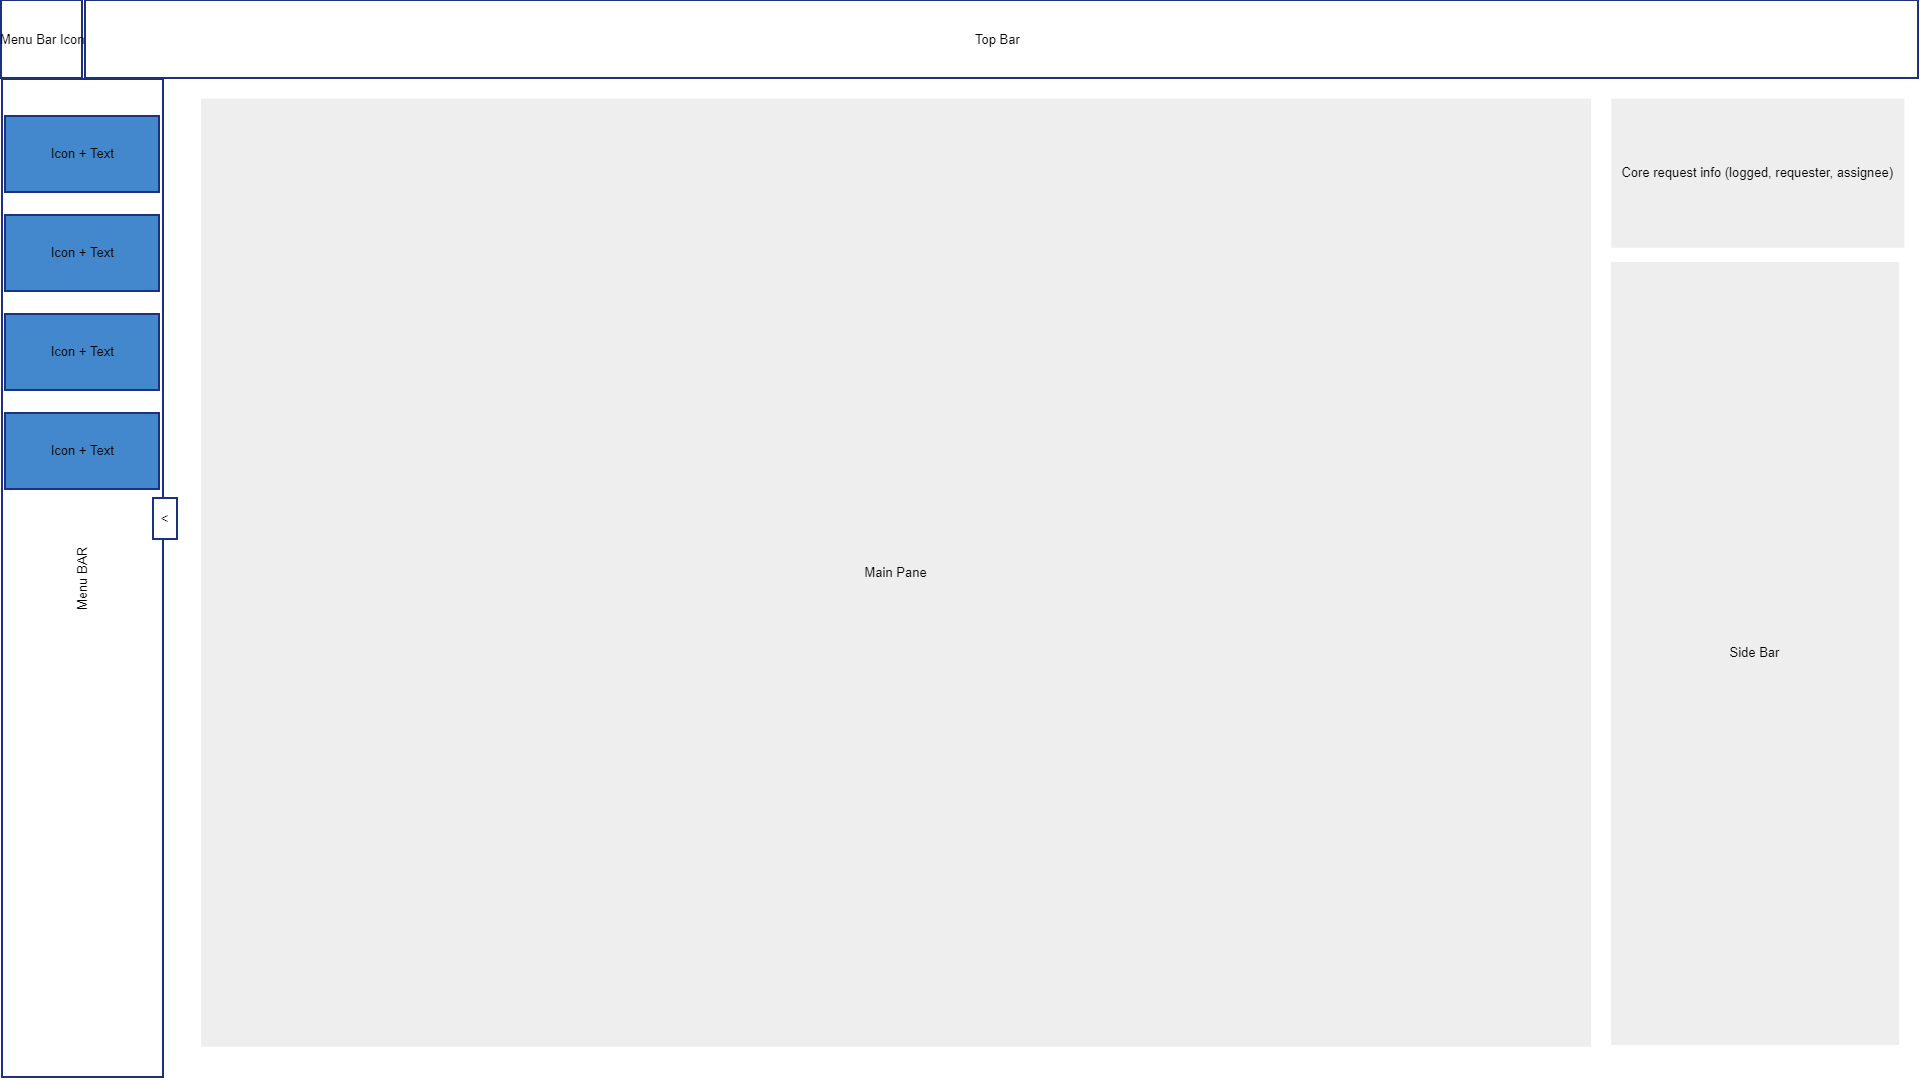 Menu Bar Icon
Top Bar
Icon + Text
Icon + Text
Icon + Text
Icon + Text
<
Menu BAR
Main Pane
Core request info (logged, requester, assignee)
Side Bar